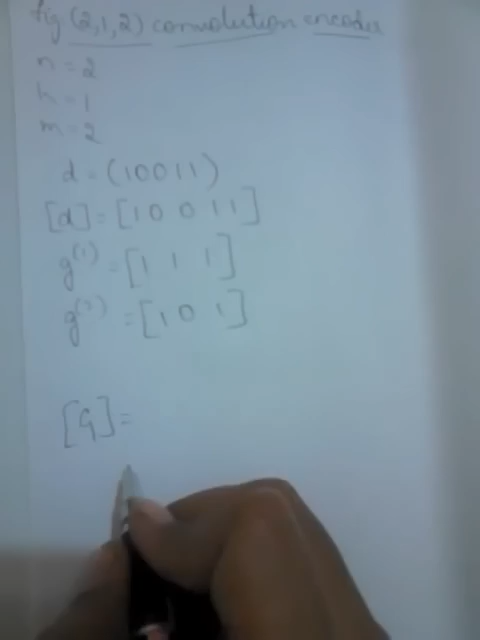 fig (2,1,2) convolution encoder
n = 2
k = 1
m = 2
d = (10011)
[d] = [1 0 0 1 1]
g(1) = [1 1 1]
g(2) = [1 0 1]
[G] =